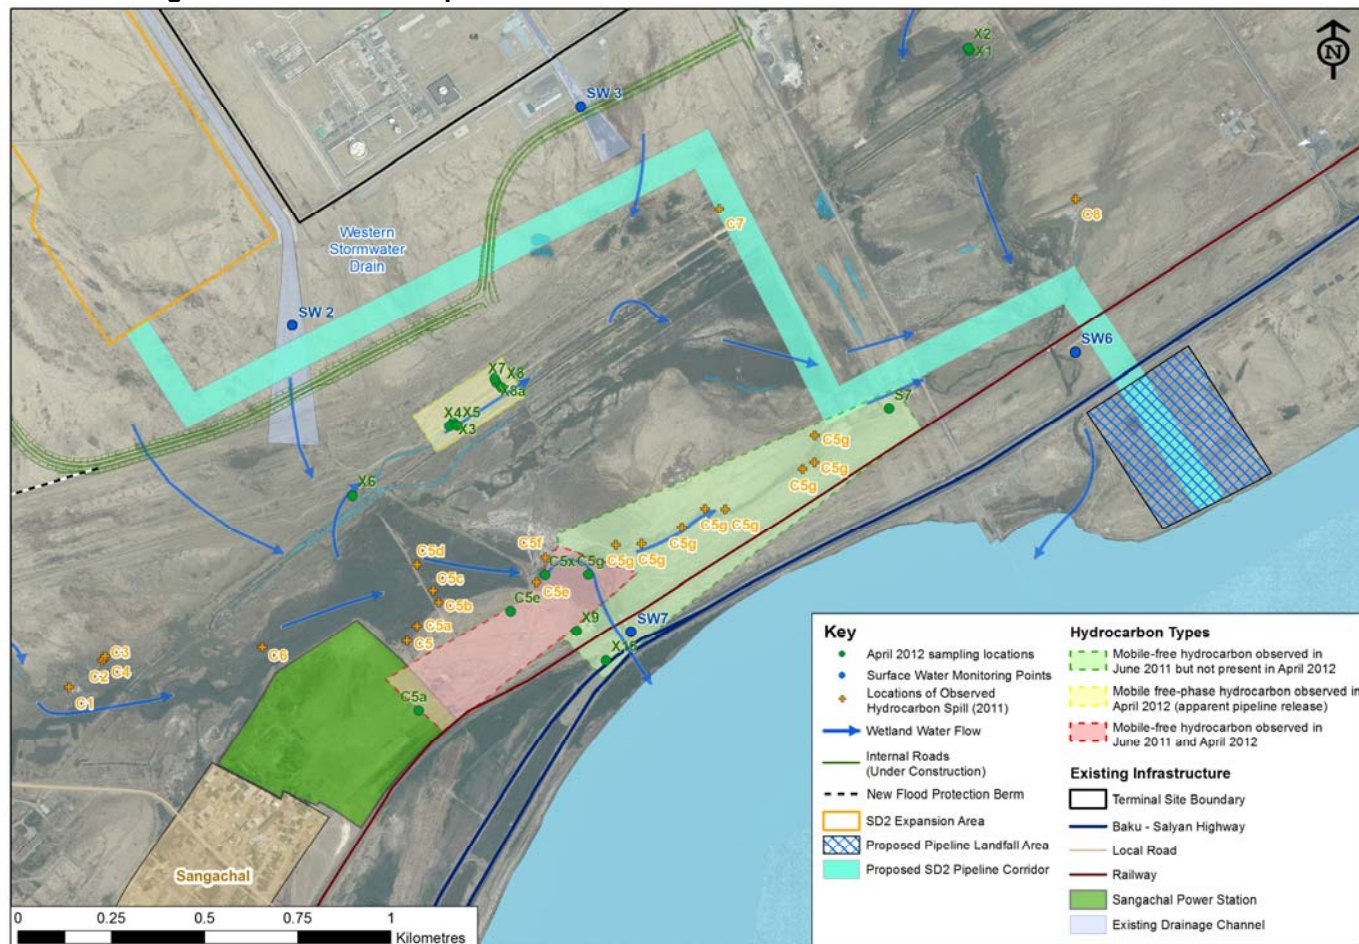 X2
X1
N
68
SW 3
C7
C8
Western
Stormwater
Drain
SW 2
SW6
X7 X8
X8a
X4 X5
X3
S7
C5g
C5g
C5g
X6
C5g C5g
C5g
C5d
C5f
C5g C5g
C5x C5g
C5c
C5e
C5b
C5e
C5a
C5
X9
SW7
C3
C2 C4
C6
C1
C5a
Sangachal
0 0.25 0.5 0.75 1
Kilometres
Key
April 2012 sampling locations
Surface Water Monitoring Points
Locations of Observed
Hydrocarbon Spill (2011)
Wetland Water Flow
Internal Roads
(Under Construction)
New Flood Protection Berm
SD2 Expansion Area
Proposed Pipeline Landfall Area
Proposed SD2 Pipeline Corridor
Hydrocarbon Types
Mobile-free hydrocarbon observed in
June 2011 but not present in April 2012
Mobile free-phase hydrocarbon observed in
April 2012 (apparent pipeline release)
Mobile-free hydrocarbon observed in
June 2011 and April 2012
Existing Infrastructure
Terminal Site Boundary
Baku - Salyan Highway
Local Road
Railway
Sangachal Power Station
Existing Drainage Channel